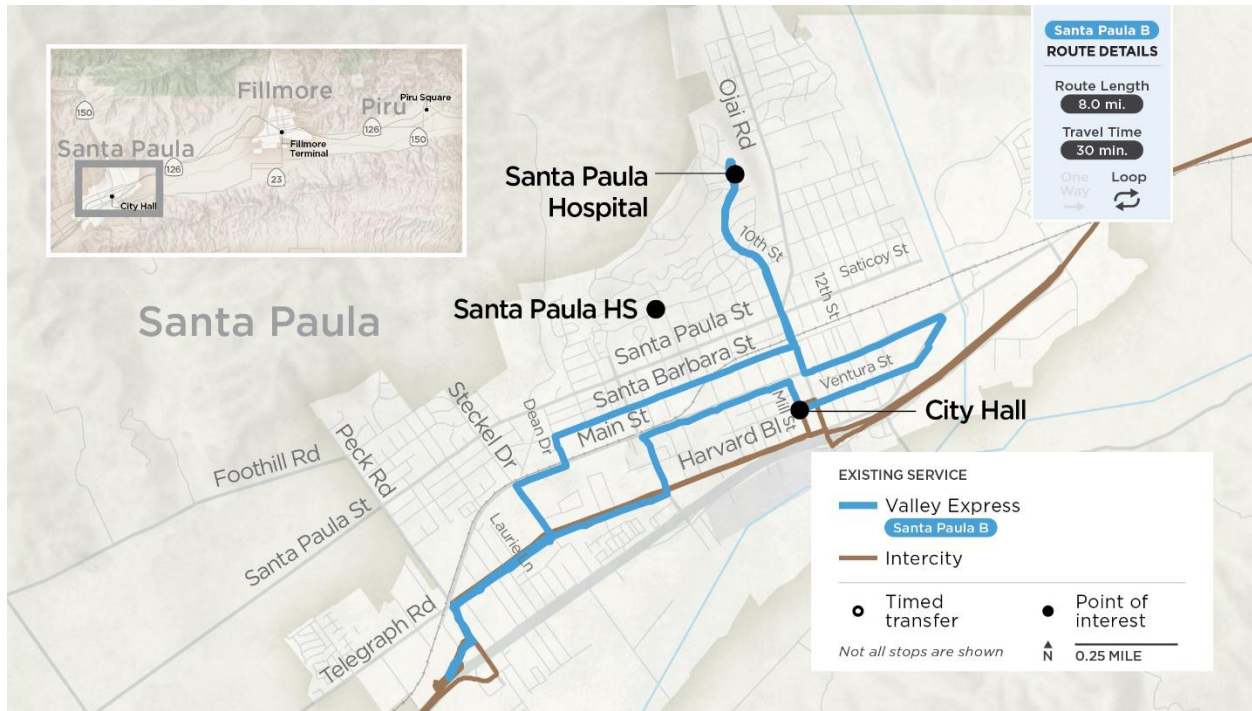 150
Fillmore
Piru
Piru Square
126
150
Fillmore
Terminal
Santa Paula
126
23
City Hall
Santa Paula B
ROUTE DETAILS
Route Length
8.0 mi.
Travel Time
30 min.
One
Way
Loop
Ojai Rd
Santa Paula
Hospital
10th St
Saticoy St
12th St
Santa Paula HS
Santa Paula
Santa Paula St
Santa Barbara St
Ventura St
Dean Dr
Main St
Mill St
City Hall
Steckel Dr
Harvard Bl
Peck Rd
Foothill Rd
Santa Paula St
Laurie Ln
Telegraph Rd
EXISTING SERVICE
Valley Express
Santa Paula B
Intercity
Timed
transfer
Point of
interest
Not all stops are shown
N
0.25 MILE